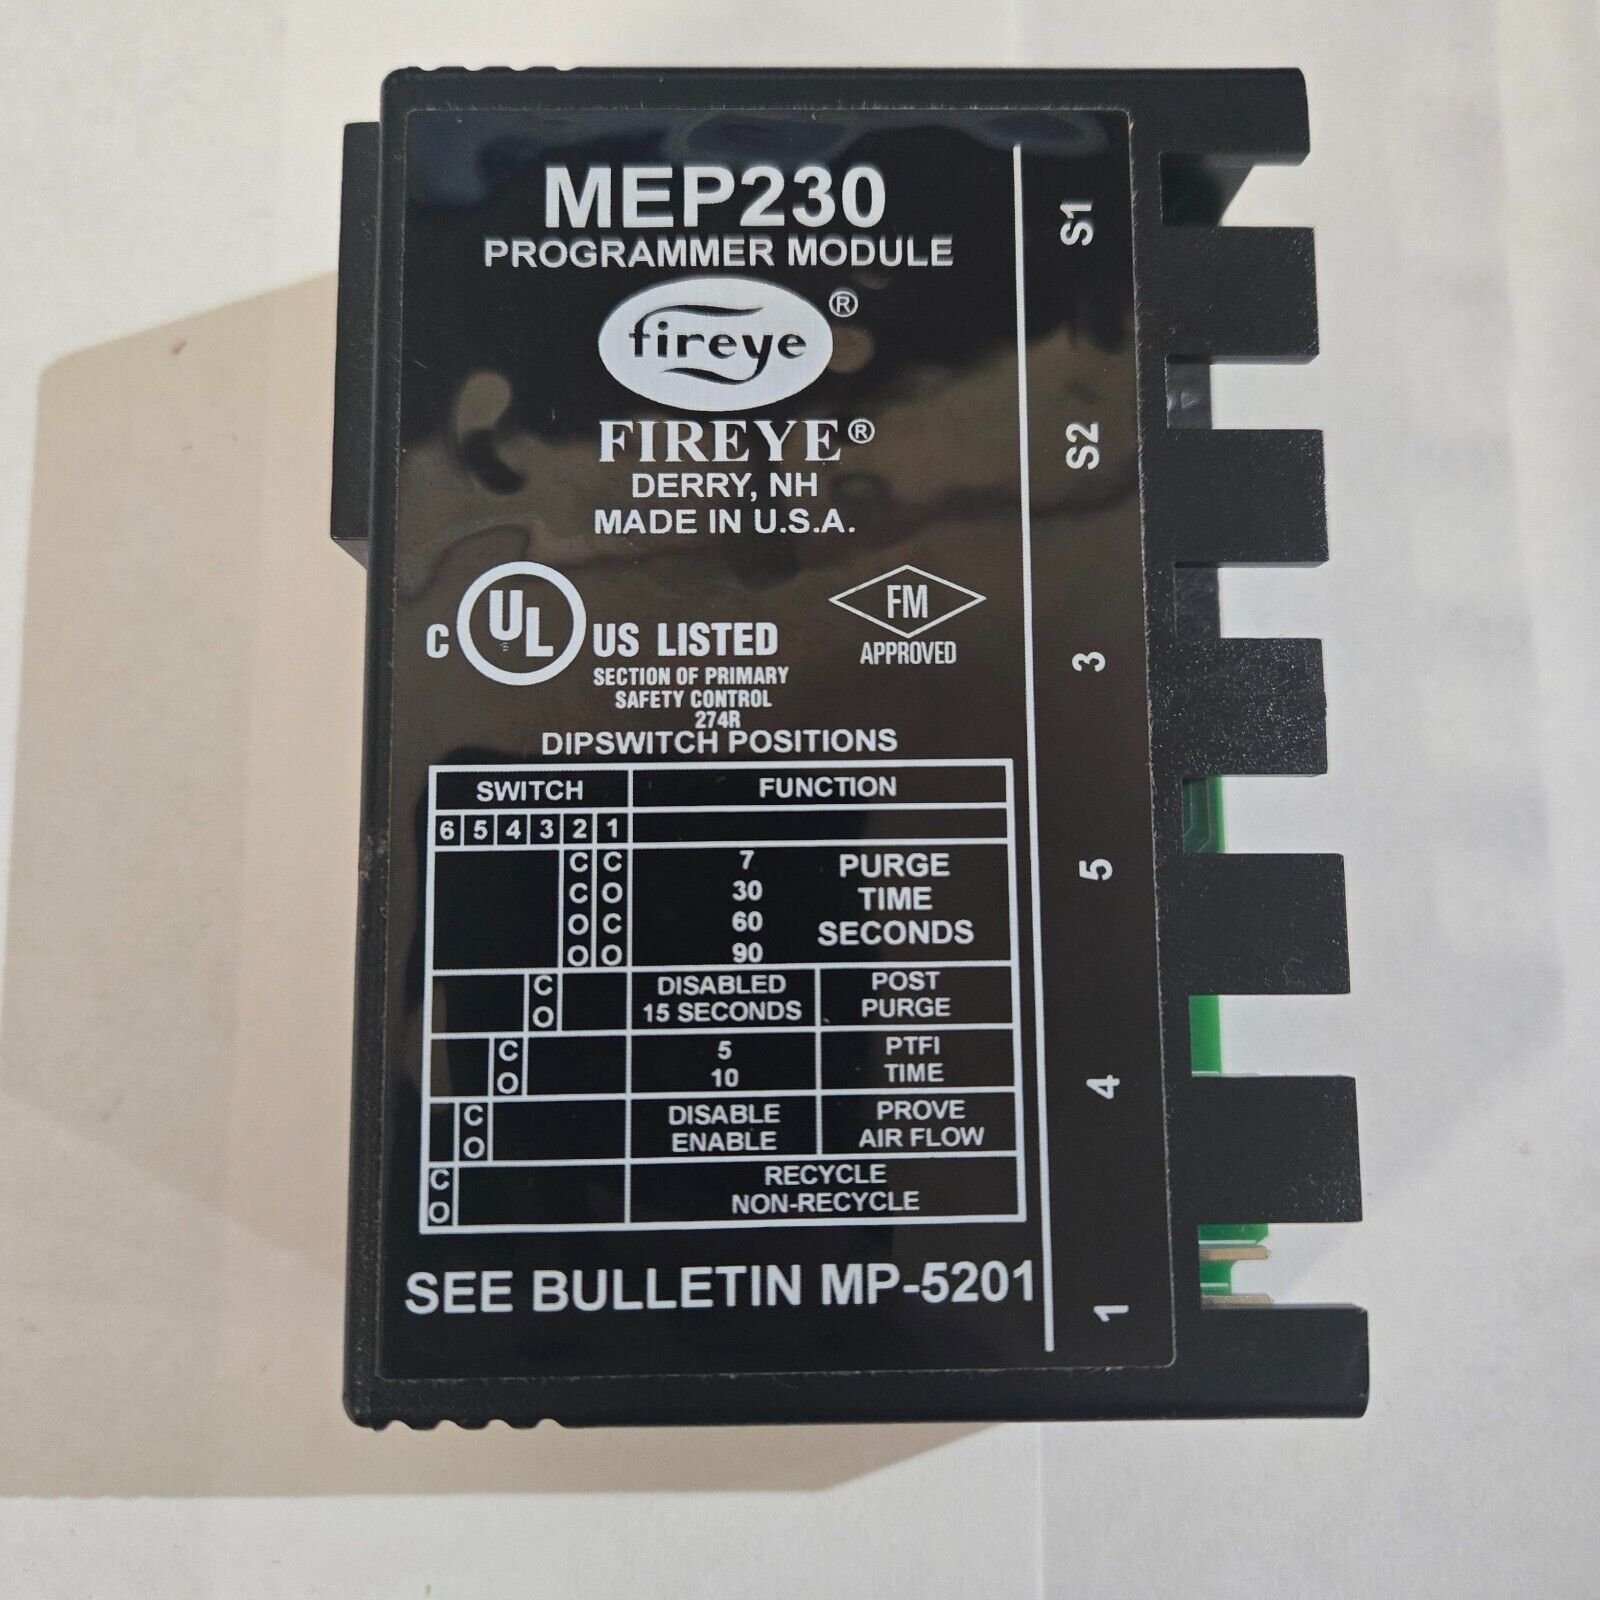 MEP230
PROGRAMMER MODULE
fireye ®
FIREYE®
DERRY, NH
MADE IN U.S.A.
C UL US LISTED
SECTION OF PRIMARY
SAFETY CONTROL
274R
FM
APPROVED
DIPSWITCH POSITIONS
SWITCH FUNCTION
6 5 4 3 2 1
C C 7 PURGE
C O 30 TIME
O C 60 SECONDS
O O 90
C DISABLED POST
O 15 SECONDS PURGE
C 5 PTFI
O 10 TIME
C DISABLE PROVE
O ENABLE AIR FLOW
C RECYCLE
O NON-RECYCLE
SEE BULLETIN MP-5201
S1
S2
3
5
4
1